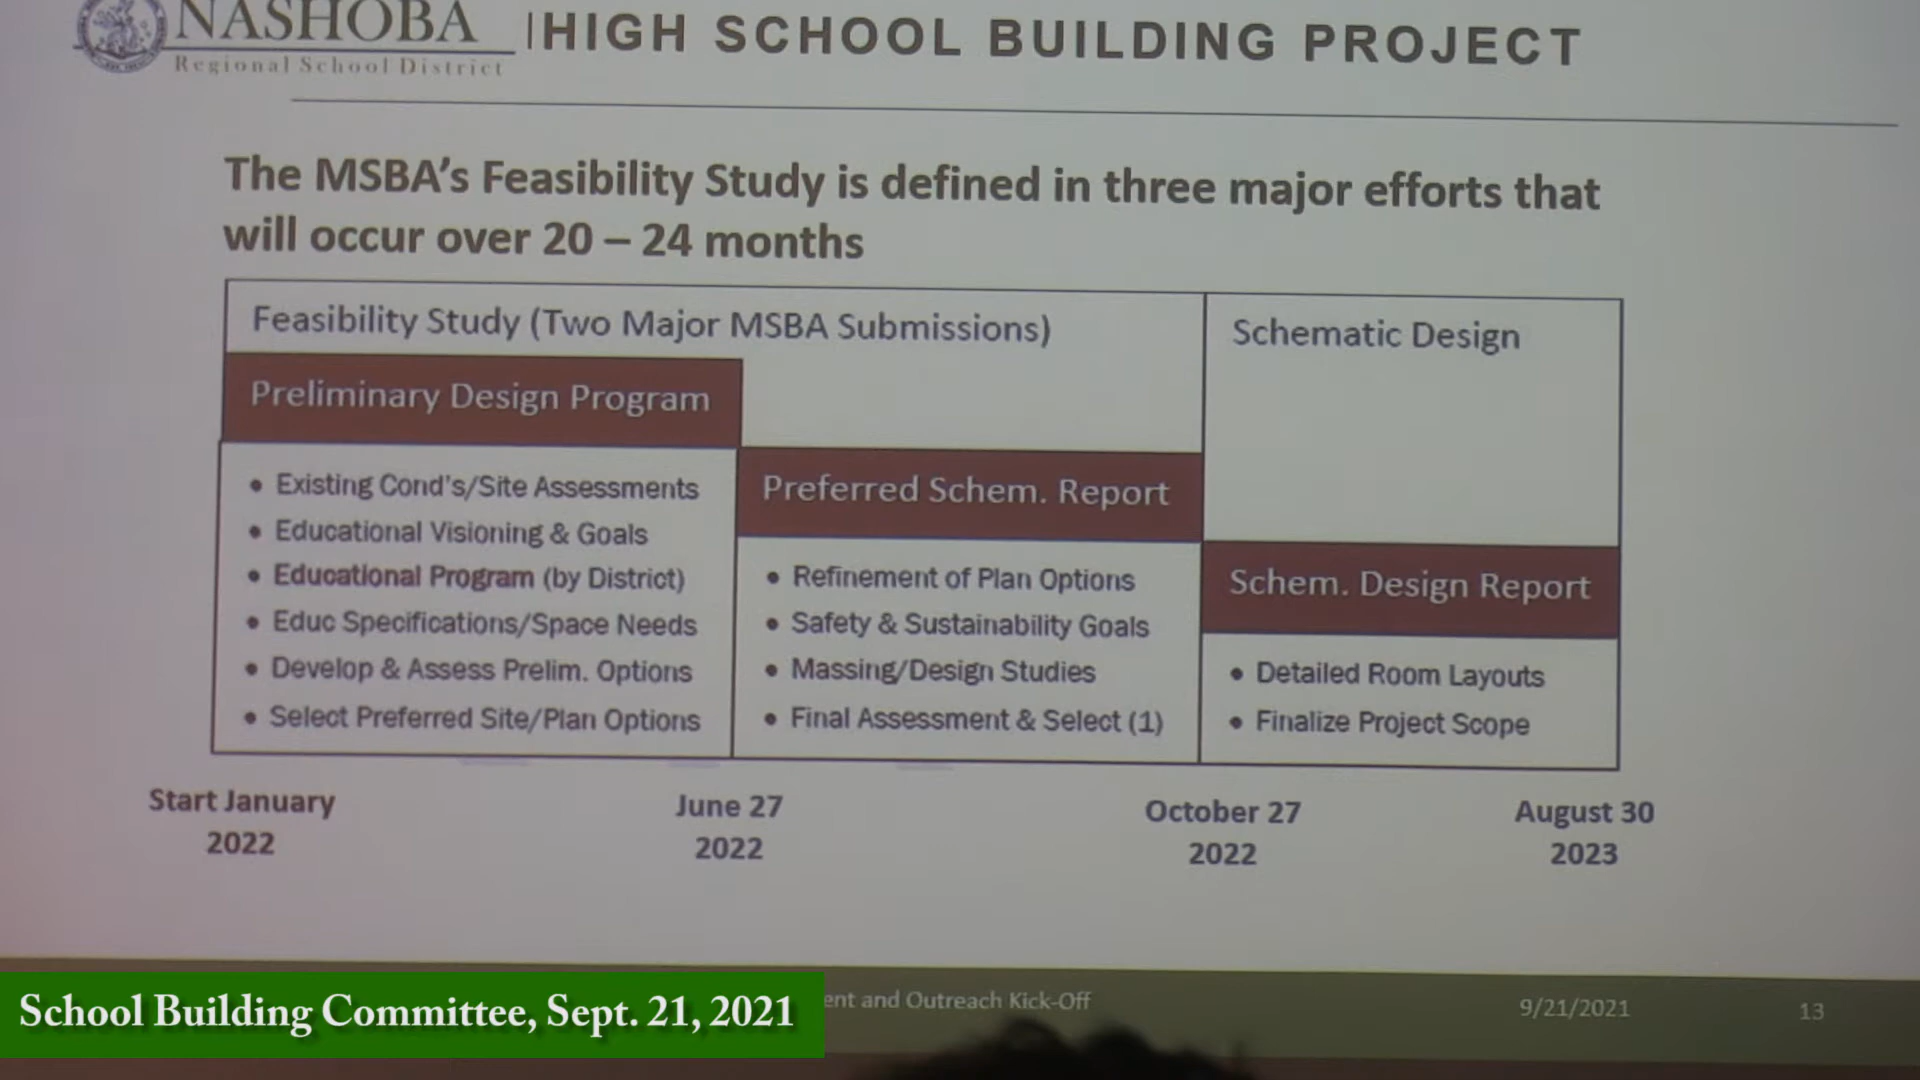 NASHOBA
Regional School District
HIGH SCHOOL BUILDING PROJECT
The MSBA's Feasibility Study is defined in three major efforts that
will occur over 20 – 24 months
Feasibility Study (Two Major MSBA Submissions)
Schematic Design
Preliminary Design Program
• Existing Cond's/Site Assessments
• Educational Visioning & Goals
• Educational Program (by District)
• Educ Specifications/Space Needs
• Develop & Assess Prelim. Options
• Select Preferred Site/Plan Options
Preferred Schem. Report
• Refinement of Plan Options
• Safety & Sustainability Goals
• Massing/Design Studies
• Final Assessment & Select (1)
Schem. Design Report
• Detailed Room Layouts
• Finalize Project Scope
Start January
2022
June 27
2022
October 27
2022
August 30
2023
School Building Committee, Sept. 21, 2021
and Outreach Kick-Off
9/21/2021
13